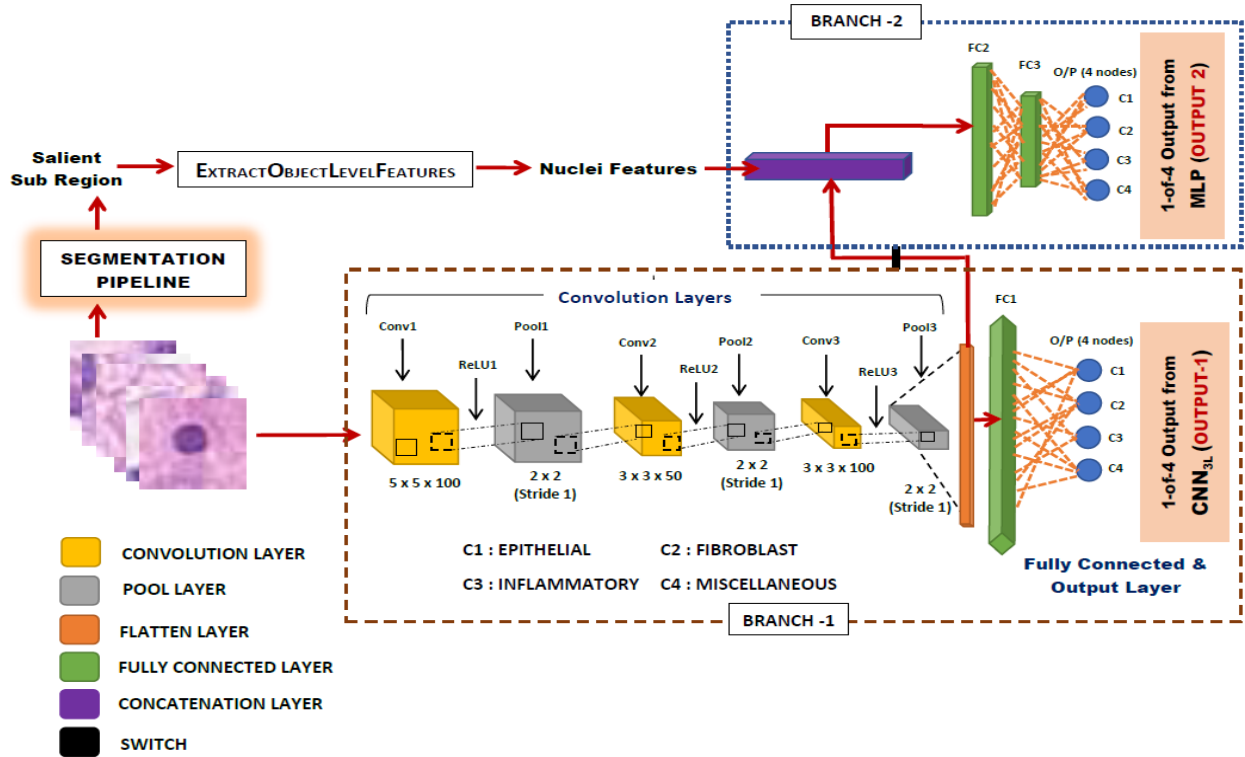 BRANCH -2
FC2
FC3
O/P (4 nodes)
C1
C2
C3
C4
1-of-4 Output from
MLP (OUTPUT 2)
Salient
Sub Region
EXTRACTOBJECTLEVELFEATURES
Nuclei Features
SEGMENTATION
PIPELINE
Convolution Layers
Conv1
ReLU1
Pool1
Conv2
ReLU2
Pool2
Conv3
ReLU3
Pool3
5 x 5 x 100
2 x 2
(Stride 1)
3 x 3 x 50
2 x 2
(Stride 1)
3 x 3 x 100
2 x 2
(Stride 1)
FC1
O/P (4 nodes)
C1
C2
C3
C4
1-of-4 Output from
CNN3L (OUTPUT-1)
Fully Connected &
Output Layer
C1 : EPITHELIAL
C2 : FIBROBLAST
C3 : INFLAMMATORY
C4 : MISCELLANEOUS
BRANCH -1
CONVOLUTION LAYER
POOL LAYER
FLATTEN LAYER
FULLY CONNECTED LAYER
CONCATENATION LAYER
SWITCH